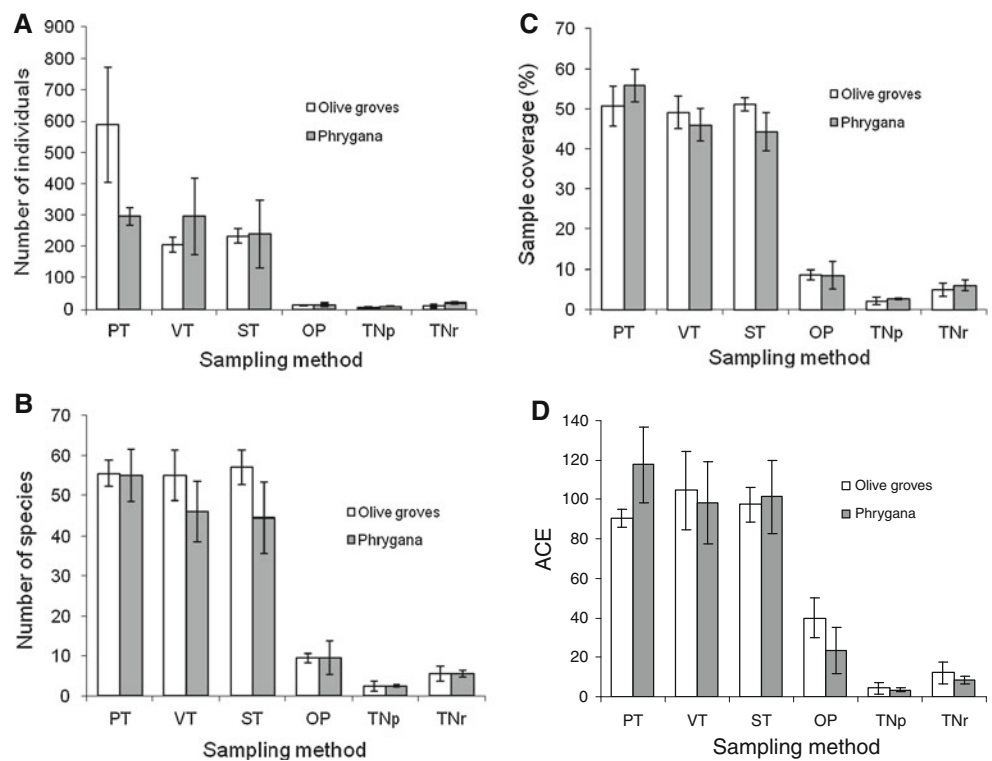 A
Number of individuals
900
800
700
600
500
400
300
200
100
0
Olive groves
Phrygana
PT VT ST OP TNp TNr
Sampling method
B
Number of species
70
60
50
40
30
20
10
0
Olive groves
Phrygana
PT VT ST OP TNp TNr
Sampling method
C
Sample coverage (%)
70
60
50
40
30
20
10
0
Olive groves
Phrygana
PT VT ST OP TNp TNr
Sampling method
D
ACE
140
120
100
80
60
40
20
0
Olive groves
Phrygana
PT VT ST OP TNp TNr
Sampling method